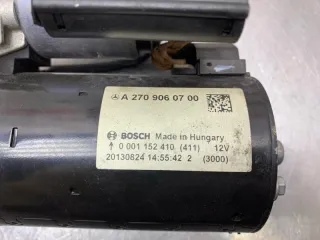 A 270 906 07 00
BOSCH Made in Hungary
0 001 152 410 (411) 12V
20130824 14:55:42 2 (3000)